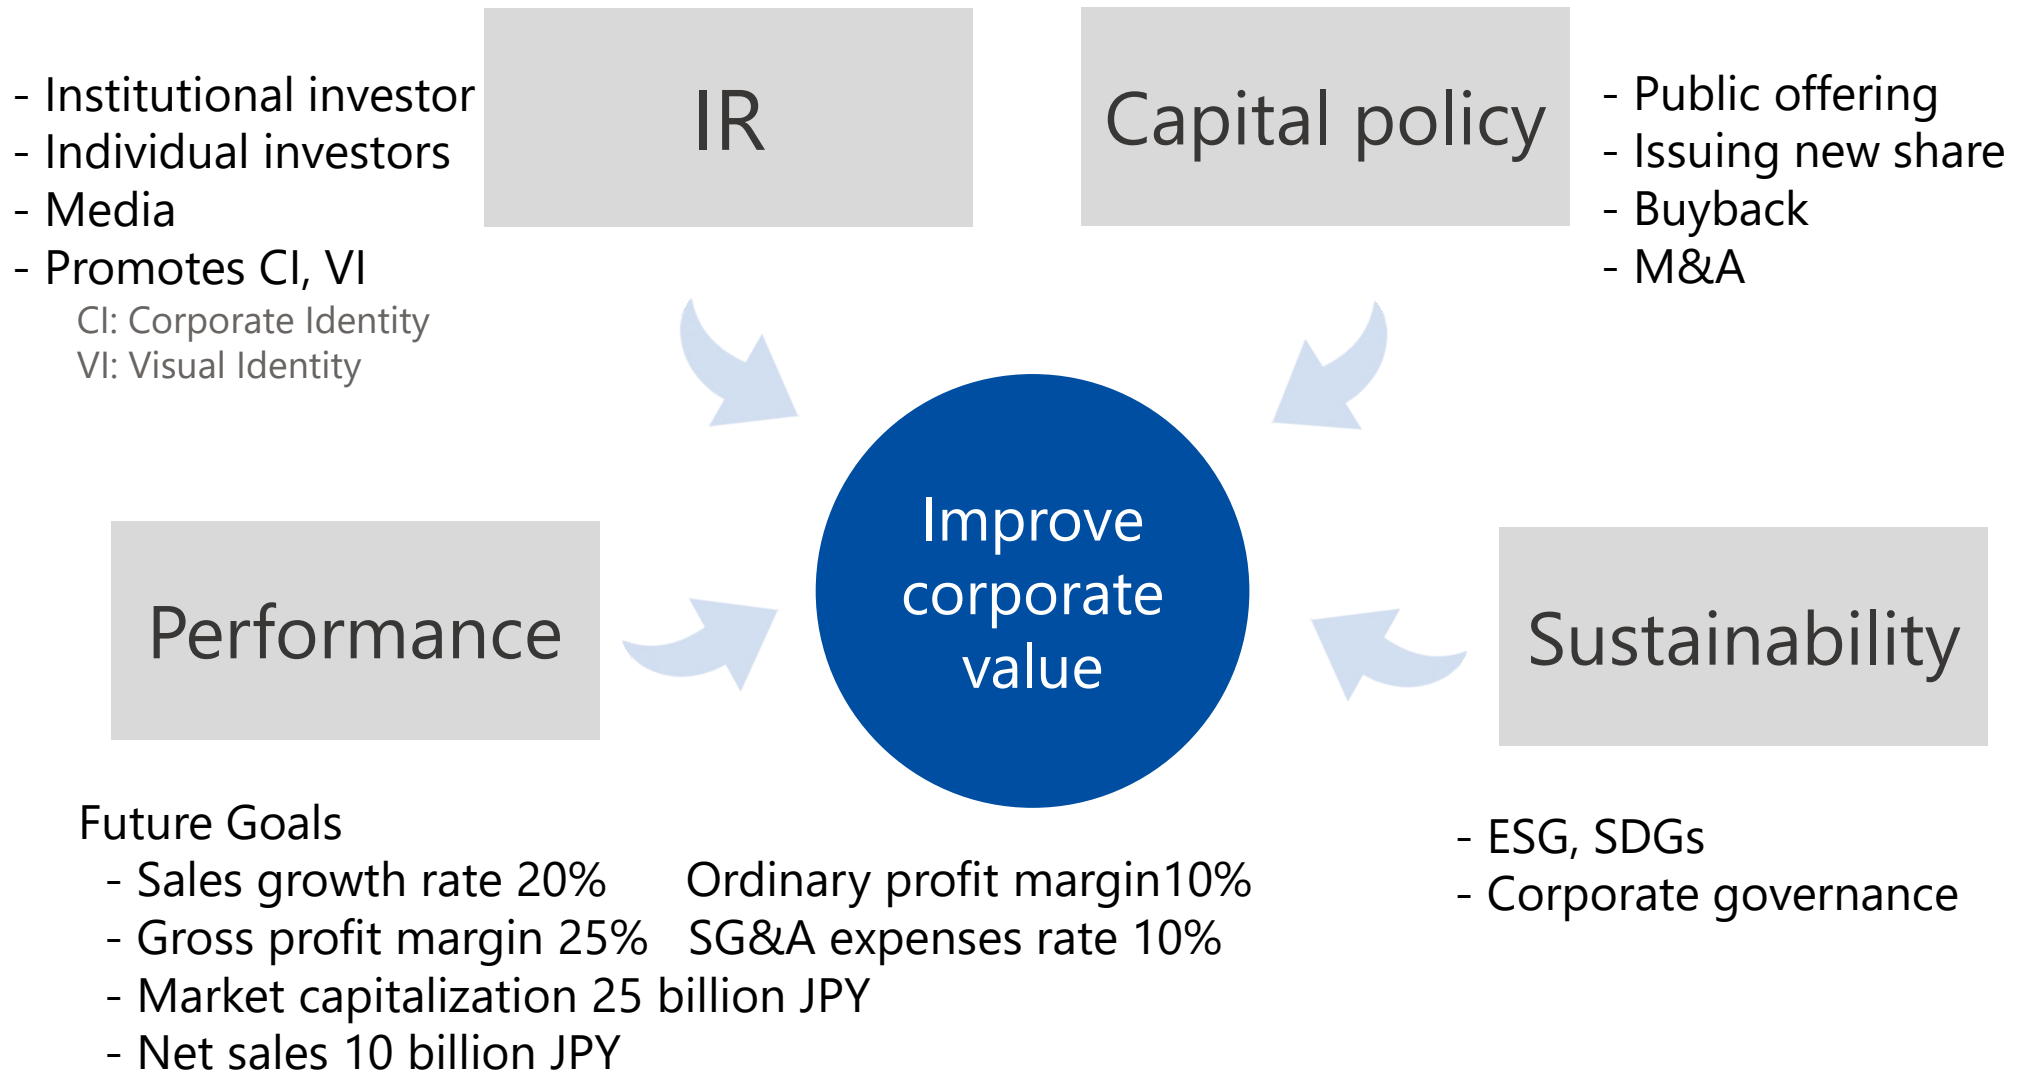 IR
- Institutional investor
- Individual investors
- Media
- Promotes CI, VI
CI: Corporate Identity
VI: Visual Identity
Capital policy
- Public offering
- Issuing new share
- Buyback
- M&A
Improve
corporate
value
Performance
Future Goals
- Sales growth rate 20% Ordinary profit margin10%
- Gross profit margin 25% SG&A expenses rate 10%
- Market capitalization 25 billion JPY
- Net sales 10 billion JPY
Sustainability
- ESG, SDGs
- Corporate governance